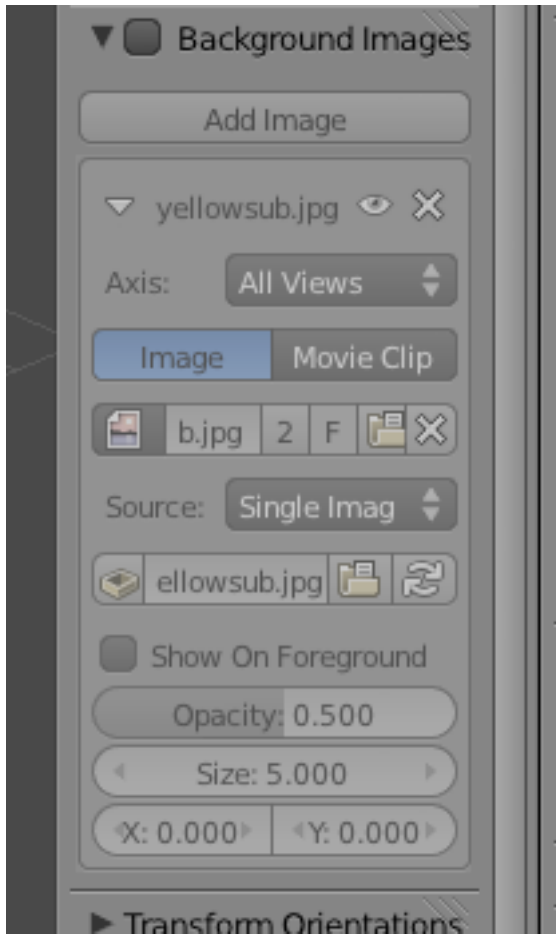 Background Images
Add Image
yellowsub.jpg
Axis: All Views
Image Movie Clip
b.jpg 2 F
Source: Single Imag
ellowsub.jpg
Show On Foreground
Opacity: 0.500
Size: 5.000
X: 0.000 Y: 0.000
Transform Orientations